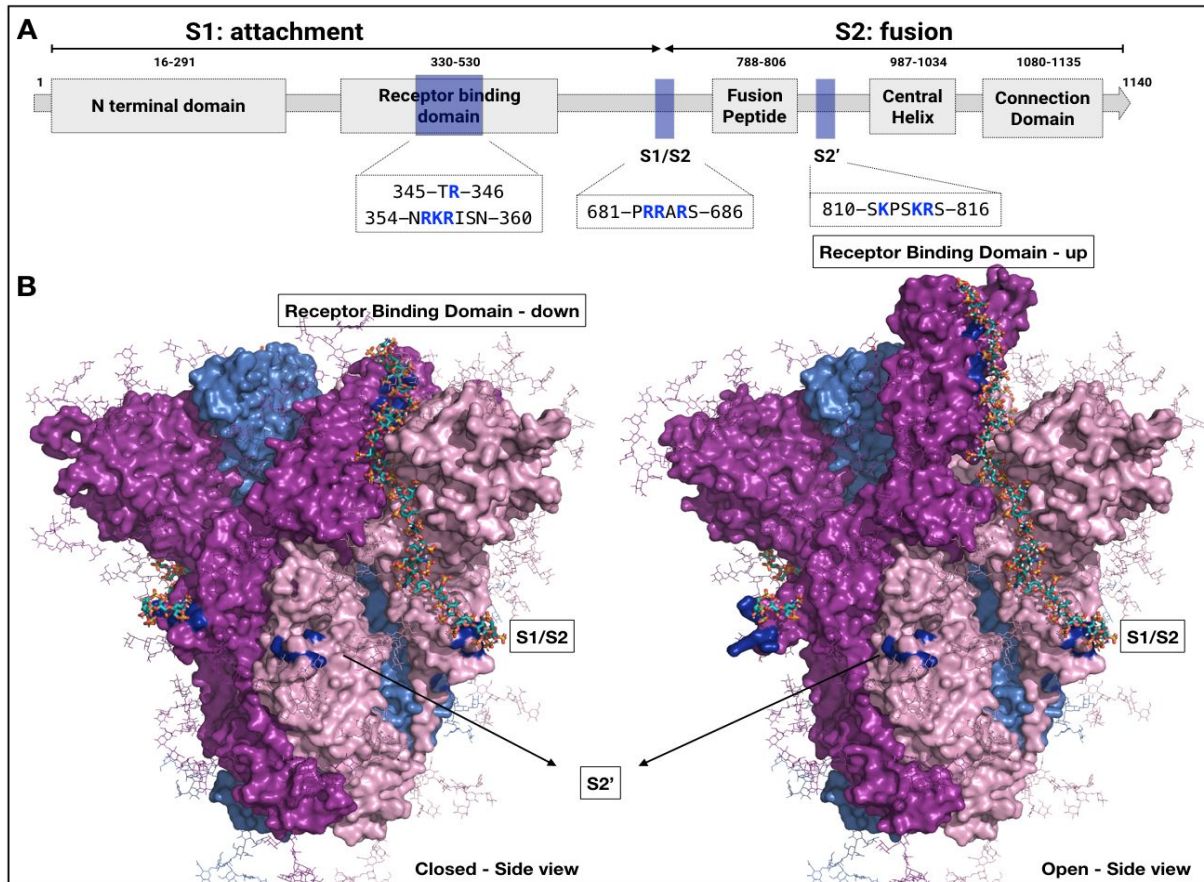 A
S1: attachment
S2: fusion
16-291
330-530
788-806
987-1034
1080-1135
1
1140
N terminal domain
Receptor binding
domain
Fusion
Peptide
Central
Helix
Connection
Domain
S1/S2
S2’
345–TR–346
354–NRKRISN–360
681–PRRARS–686
810–SKPSKRS–816
B
Receptor Binding Domain - down
Receptor Binding Domain - up
S1/S2
S1/S2
S2’
Closed - Side view
Open - Side view